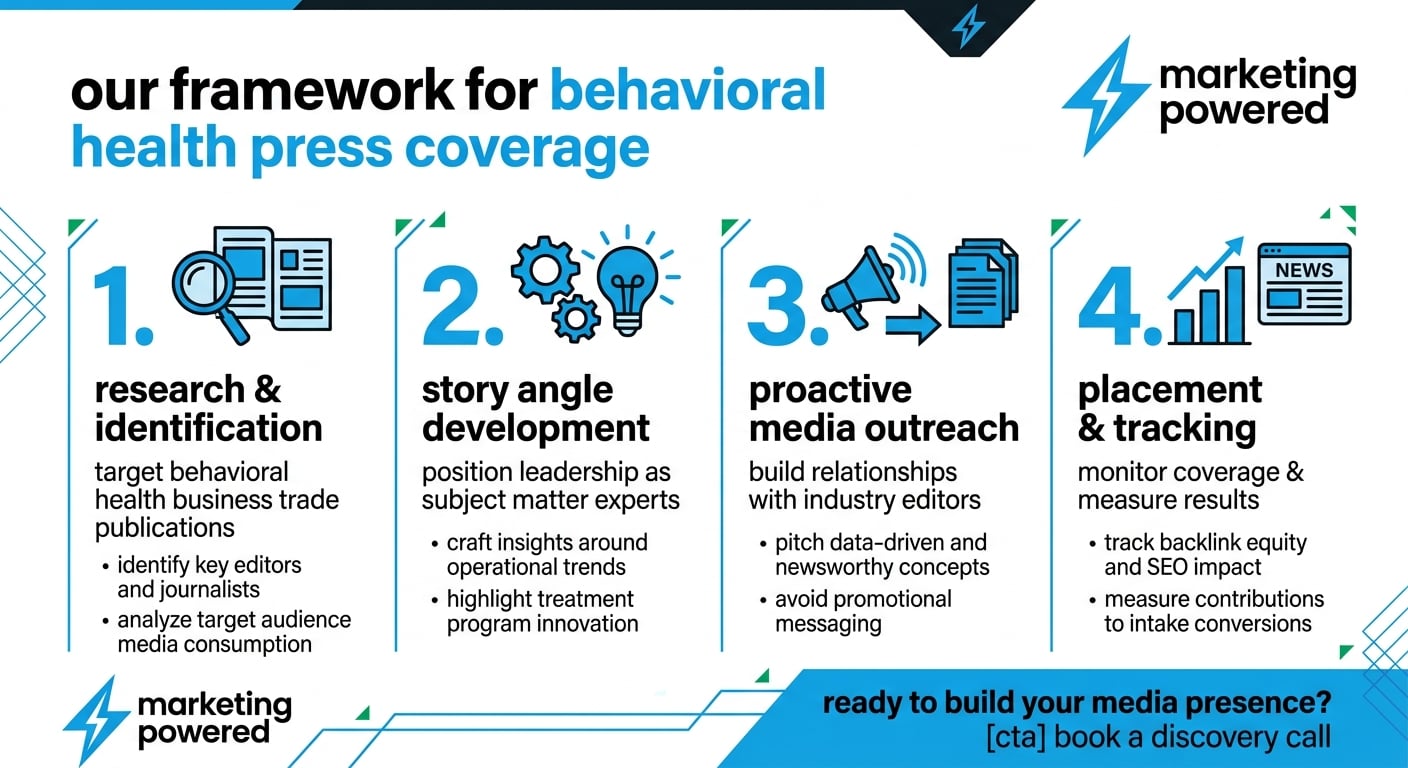 our framework for behavioral
health press coverage
marketing
powered
1.
research &
identification
target behavioral
health business trade
publications
• identify key editors
and journalists
• analyze target audience
media consumption
2.
story angle
development
position leadership as
subject matter experts
• craft insights around
operational trends
• highlight treatment
program innovation
3.
proactive
media outreach
build relationships
with industry editors
• pitch data-driven and
newsworthy concepts
• avoid promotional
messaging
4.
NEWS
placement
& tracking
monitor coverage &
measure results
• track backlink equity
and SEO impact
• measure contributions
to intake conversions
marketing
powered
ready to build your media presence?
[cta] book a discovery call